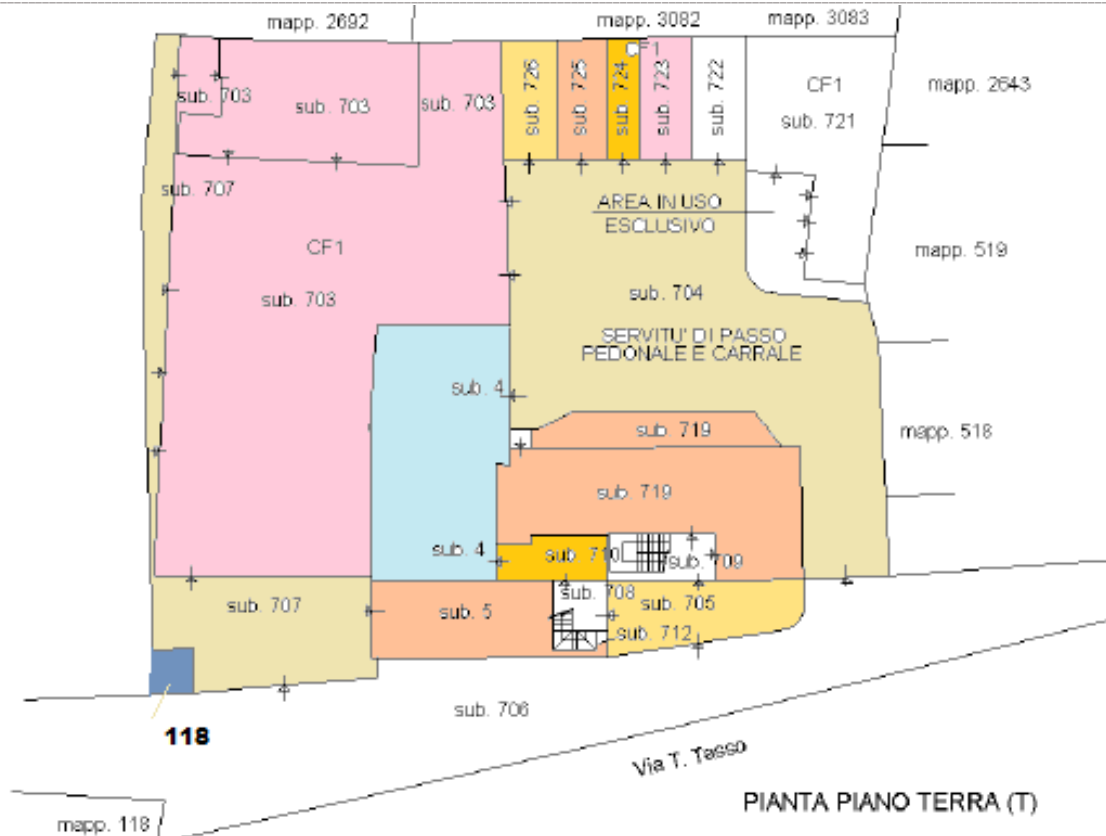 mapp. 2692
mapp. 3082
mapp. 3083
sub. 703
sub. 703
sub. 703
sub. 726
sub. 725
sub. 724
F1
sub. 723
sub. 722
CF1
sub. 721
mapp. 2643
sub. 707
AREA IN USO
ESCLUSIVO
CF1
sub. 703
sub. 704
mapp. 519
SERVITU' DI PASSO
PEDONALE E CARRALE
sub. 4
sub. 719
mapp. 518
sub. 719
sub. 4
sub. 710
sub. 709
sub. 707
sub. 5
sub. 708
sub. 705
sub. 712
118
sub. 706
Via T. Tasso
PIANTA PIANO TERRA (T)
mapp. 118